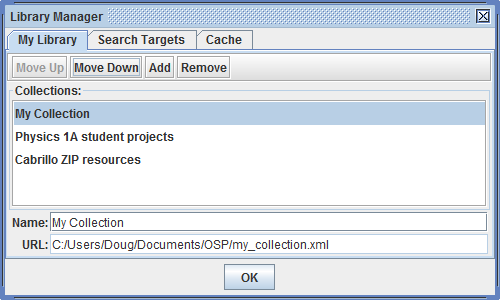 Library Manager
My Library Search Targets Cache
Move Up Move Down Add Remove
Collections:
My Collection
Physics 1A student projects
Cabrillo ZIP resources
Name: My Collection
URL: C:/Users/Doug/Documents/OSP/my_collection.xml
OK